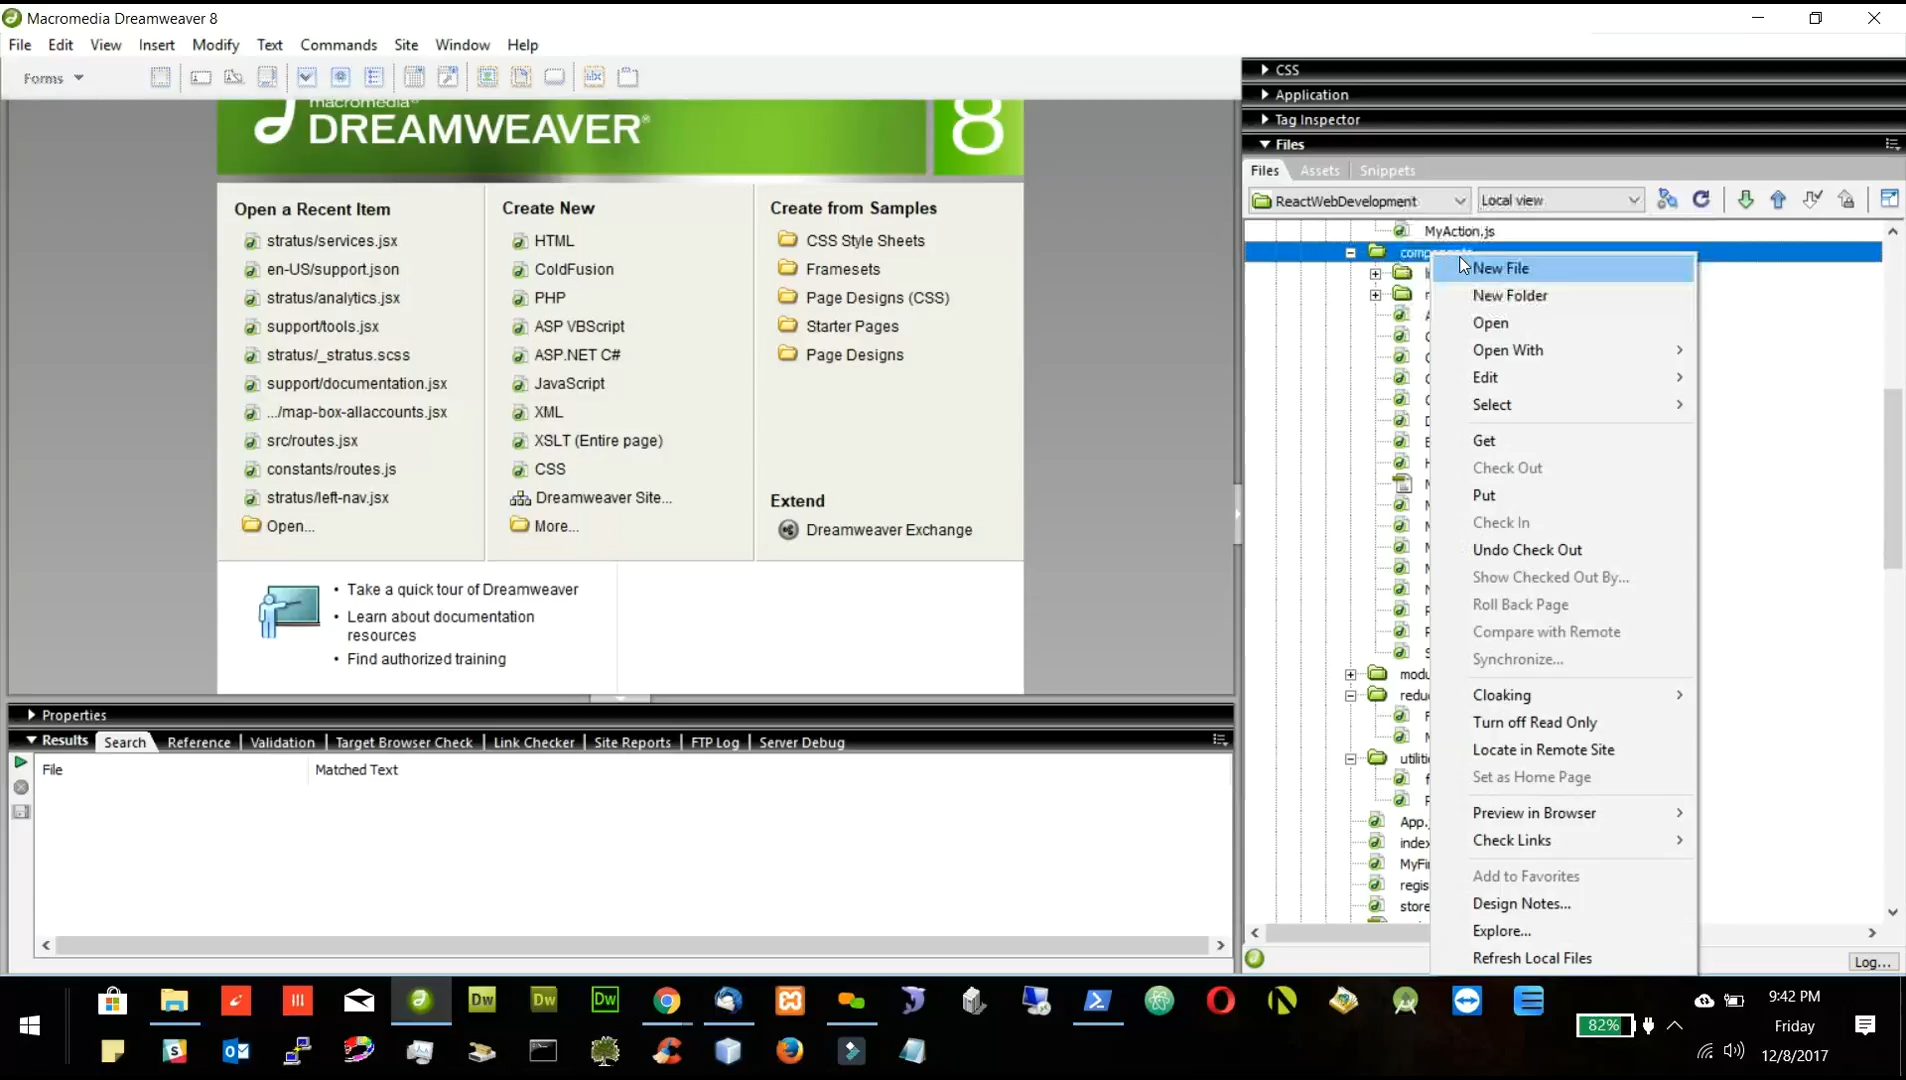 Macromedia Dreamweaver 8
File Edit View Insert Modify Text Commands Site Window Help
Forms
macromedia®
DREAMWEAVER® 8
Open a Recent Item
stratus/services.jsx
en-US/support.json
stratus/analytics.jsx
support/tools.jsx
stratus/_stratus.scss
support/documentation.jsx
.../map-box-allaccounts.jsx
src/routes.jsx
constants/routes.js
stratus/left-nav.jsx
Open...
Create New
HTML
ColdFusion
PHP
ASP VBScript
ASP.NET C#
JavaScript
XML
XSLT (Entire page)
CSS
Dreamweaver Site...
More...
Create from Samples
CSS Style Sheets
Framesets
Page Designs (CSS)
Starter Pages
Page Designs
Extend
Dreamweaver Exchange
• Take a quick tour of Dreamweaver
• Learn about documentation
resources
• Find authorized training
Properties
Results Search Reference Validation Target Browser Check Link Checker Site Reports FTP Log Server Debug
File Matched Text
CSS
Application
Tag Inspector
Files
Files Assets Snippets
ReactWebDevelopment Local view
MyAction.js
modu
redu
utiliti
App.
index
MyFi
regis
store
New File
New Folder
Open
Open With
Edit
Select
Get
Check Out
Put
Check In
Undo Check Out
Show Checked Out By...
Roll Back Page
Compare with Remote
Synchronize...
Cloaking
Turn off Read Only
Locate in Remote Site
Set as Home Page
Preview in Browser
Check Links
Add to Favorites
Design Notes...
Explore...
Refresh Local Files
Log...
Dw Dw Dw
82%
9:42 PM
Friday
12/8/2017